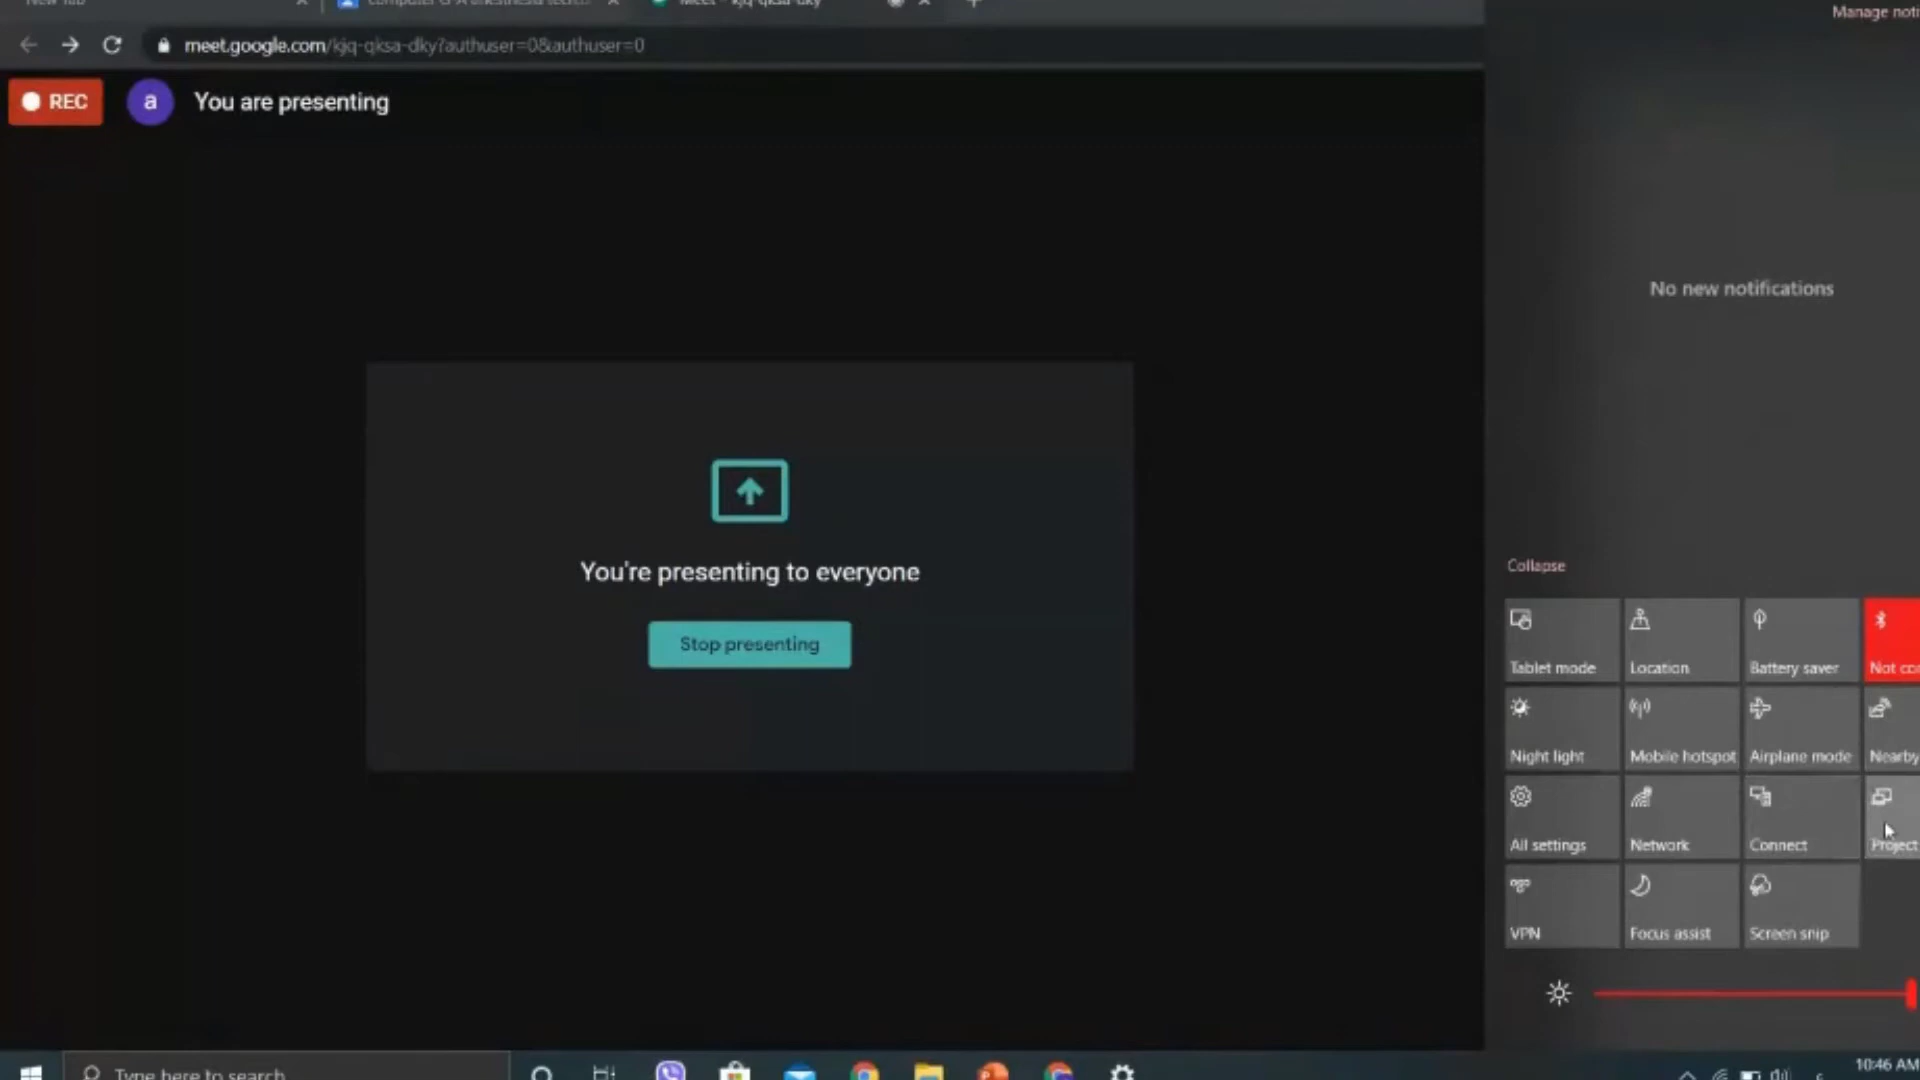 Manage noti
meet.google.com/kjq-qksa-dky?authuser=0&authuser=0
REC
a
You are presenting
No new notifications
You're presenting to everyone
Stop presenting
Collapse
Tablet mode
Location
Battery saver
Not co
Night light
Mobile hotspot
Airplane mode
Nearby
All settings
Network
Connect
Project
VPN
Focus assist
Screen snip
Type here to search
10:46 AM